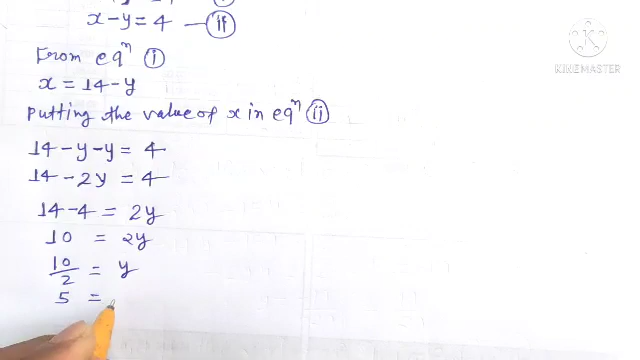 x - y = 4 — (ii)
From eqⁿ (i)
x = 14 - y
Putting the value of x in eqⁿ (ii)
14 - y - y = 4
14 - 2y = 4
14 - 4 = 2y
10 = 2y
10/2 = y
5 =
KINEMASTER